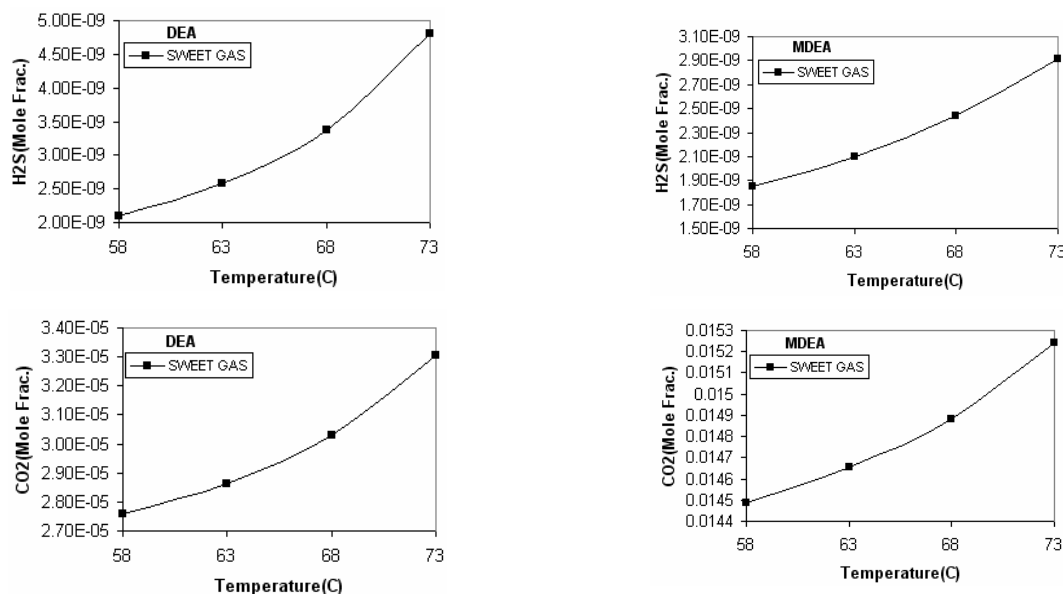 DEA
SWEET GAS
H2S(Mole Frac.)
5.00E-09
4.50E-09
4.00E-09
3.50E-09
3.00E-09
2.50E-09
2.00E-09
58 63 68 73
Temperature(C)
MDEA
SWEET GAS
H2S(Mole Frac.)
3.10E-09
2.90E-09
2.70E-09
2.50E-09
2.30E-09
2.10E-09
1.90E-09
1.70E-09
1.50E-09
58 63 68 73
Temperature(C)
DEA
SWEET GAS
CO2(Mole Frac.)
3.40E-05
3.30E-05
3.20E-05
3.10E-05
3.00E-05
2.90E-05
2.80E-05
2.70E-05
58 63 68 73
Temperature(C)
MDEA
SWEET GAS
CO2(Mole Frac.)
0.0153
0.0152
0.0151
0.015
0.0149
0.0148
0.0147
0.0146
0.0145
0.0144
58 63 68 73
Temperature(C)